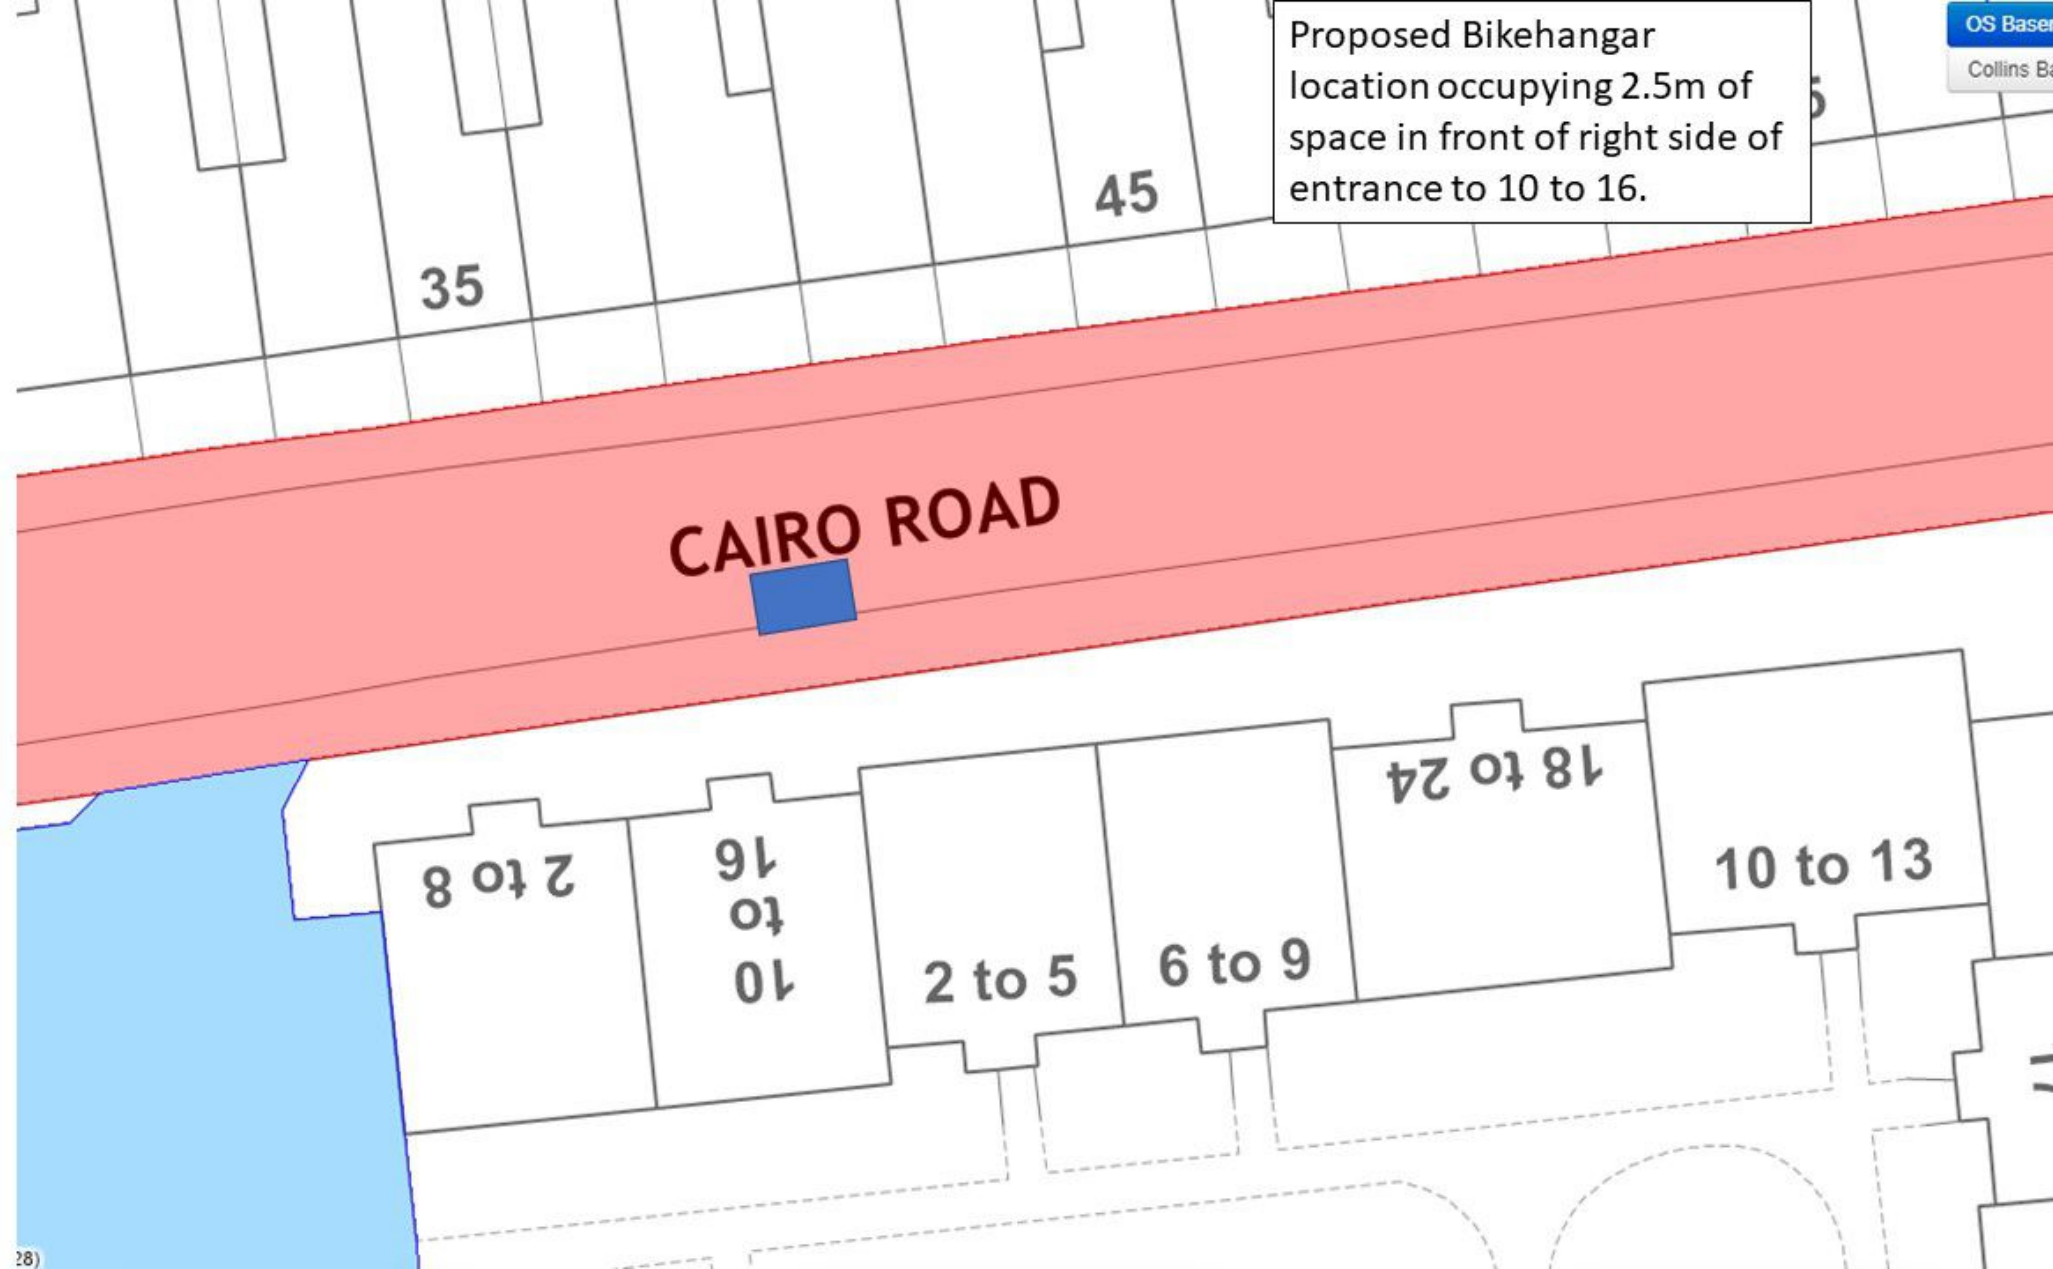 Proposed Bikehangar
location occupying 2.5m of
space in front of right side of
entrance to 10 to 16.
OS
Collins
45
35
CAIRO ROAD
2 to 8
10
to
16
2 to 5
6 to 9
18 to 24
10 to 13
28)